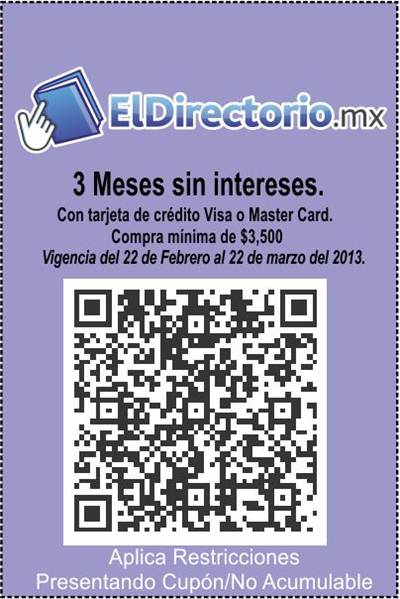 ElDirectorio.mx
3 Meses sin intereses.
Con tarjeta de crédito Visa o Master Card.
Compra mínima de $3,500
Vigencia del 22 de Febrero al 22 de marzo del 2013.
Aplica Restricciones
Presentando Cupón/No Acumulable